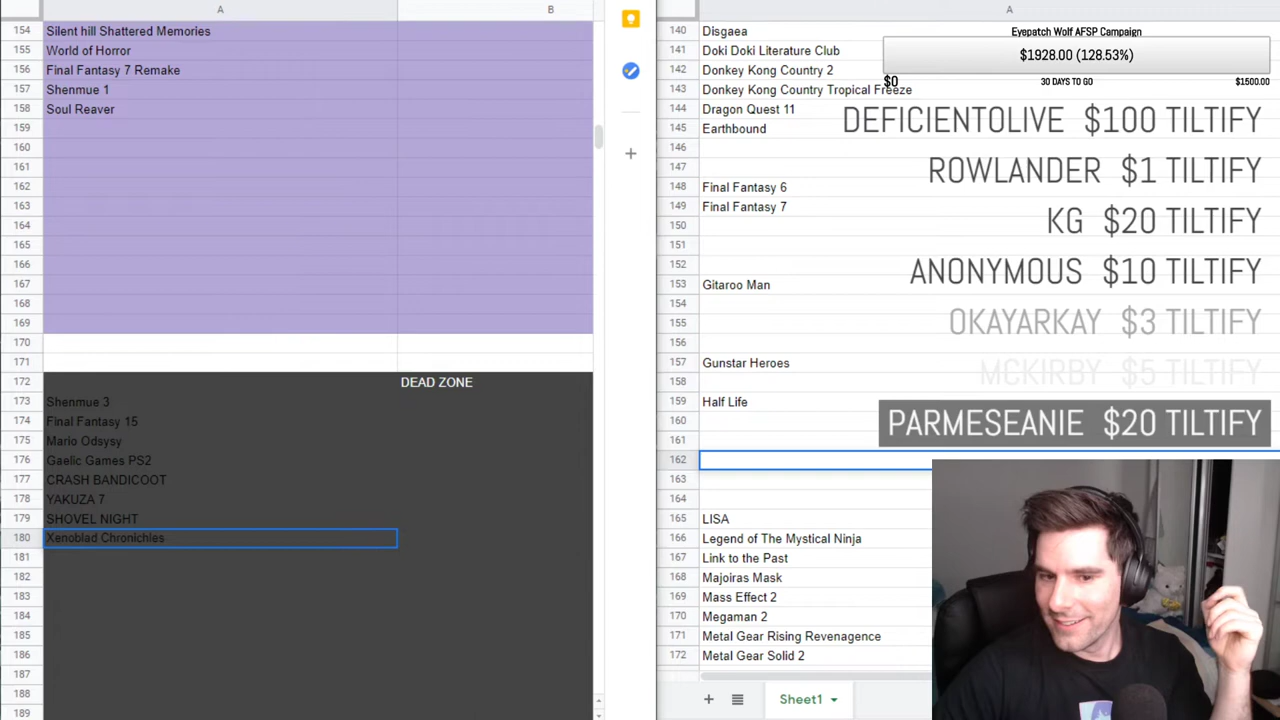 A
B
154 Silent hill Shattered Memories
155 World of Horror
156 Final Fantasy 7 Remake
157 Shenmue 1
158 Soul Reaver
159
160
161
162
163
164
165
166
167
168
169
170
171
172 DEAD ZONE
173 Shenmue 3
174 FInal Fantasy 15
175 Mario Odsysy
176 Gaelic Games PS2
177 CRASH BANDICOOT
178 YAKUZA 7
179 SHOVEL NIGHT
180 Xenoblad Chronichles
181
182
183
184
185
186
187
188
189
A
140 Disgaea
141 Doki Doki Literature Club
142 Donkey Kong Country 2
143 Donkey Kong Country Tropical Freeze
144 Dragon Quest 11
145 Earthbound
146
147
148 Final Fantasy 6
149 Final Fantasy 7
150
151
152
153 Gitaroo Man
154
155
156
157 Gunstar Heroes
158
159 Half Life
160
161
162
163
164
165 LISA
166 Legend of The Mystical Ninja
167 Link to the Past
168 Majoiras Mask
169 Mass Effect 2
170 Megaman 2
171 Metal Gear Rising Revenagence
172 Metal Gear Solid 2
Sheet1
Eyepatch Wolf AFSP Campaign
$1928.00 (128.53%)
$0 30 DAYS TO GO $1500.00
DEFICIENTOLIVE $100 TILTIFY
ROWLANDER $1 TILTIFY
KG $20 TILTIFY
ANONYMOUS $10 TILTIFY
OKAYARKAY $3 TILTIFY
MCKIRBY $5 TILTIFY
PARMESEANIE $20 TILTIFY